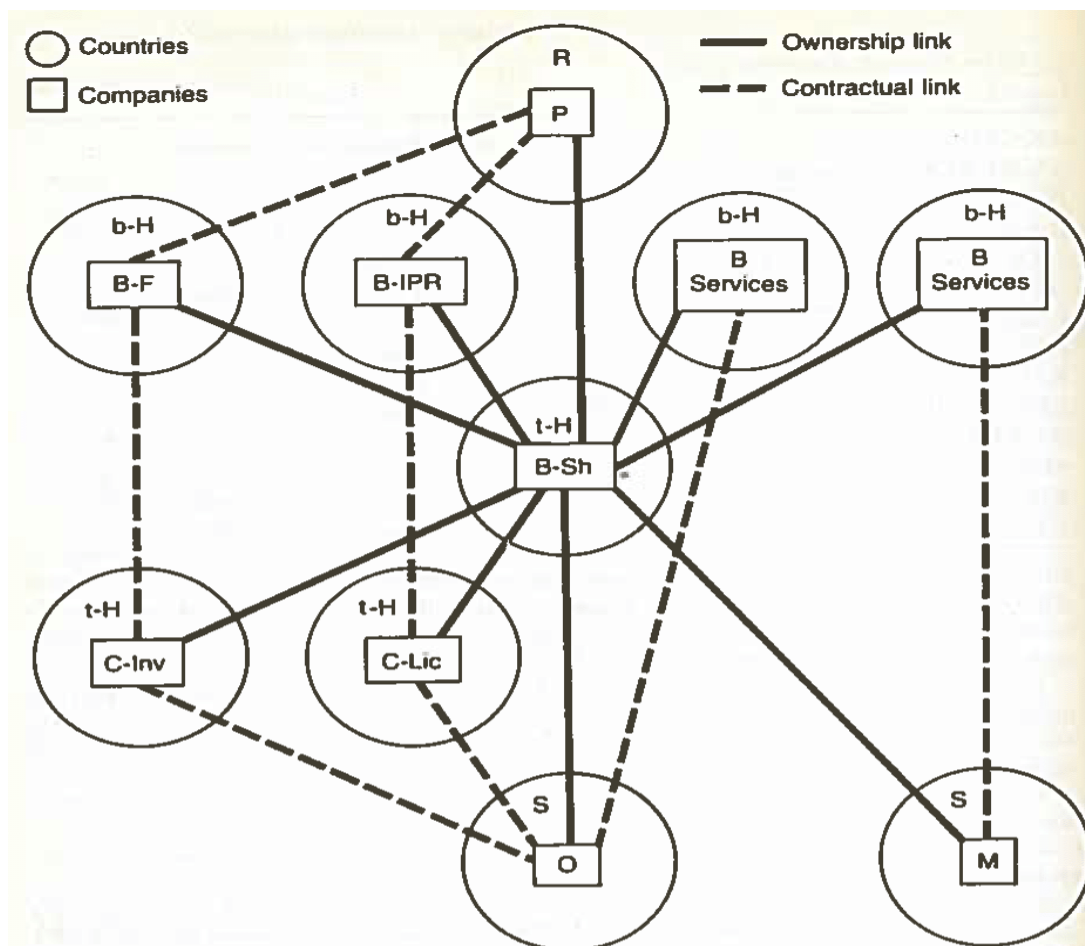 Countries
Companies
Ownership link
Contractual link
R
P
b-H
B-F
b-H
B-IPR
b-H
B
Services
b-H
B
Services
t-H
B-Sh
t-H
C-Inv
t-H
C-Lic
S
O
S
M